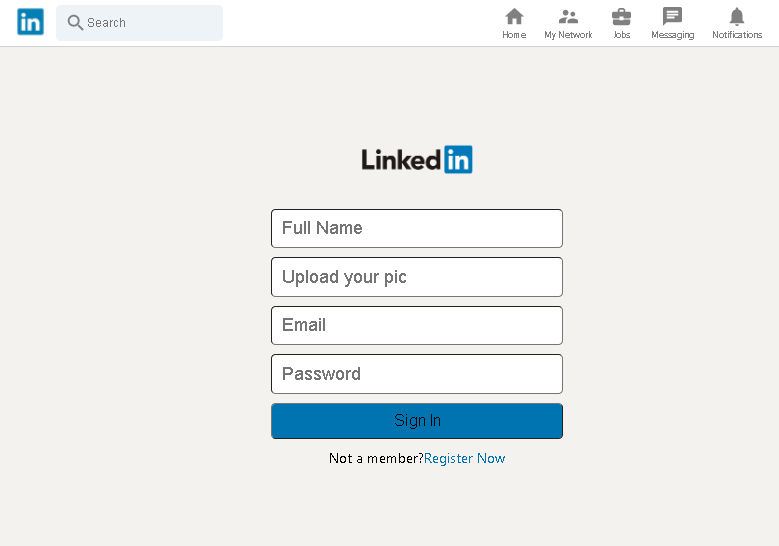 in Search
Home My Network Jobs Messaging Notifications
Linkedin
Full Name
Upload your pic
Email
Password
Sign In
Not a member?Register Now